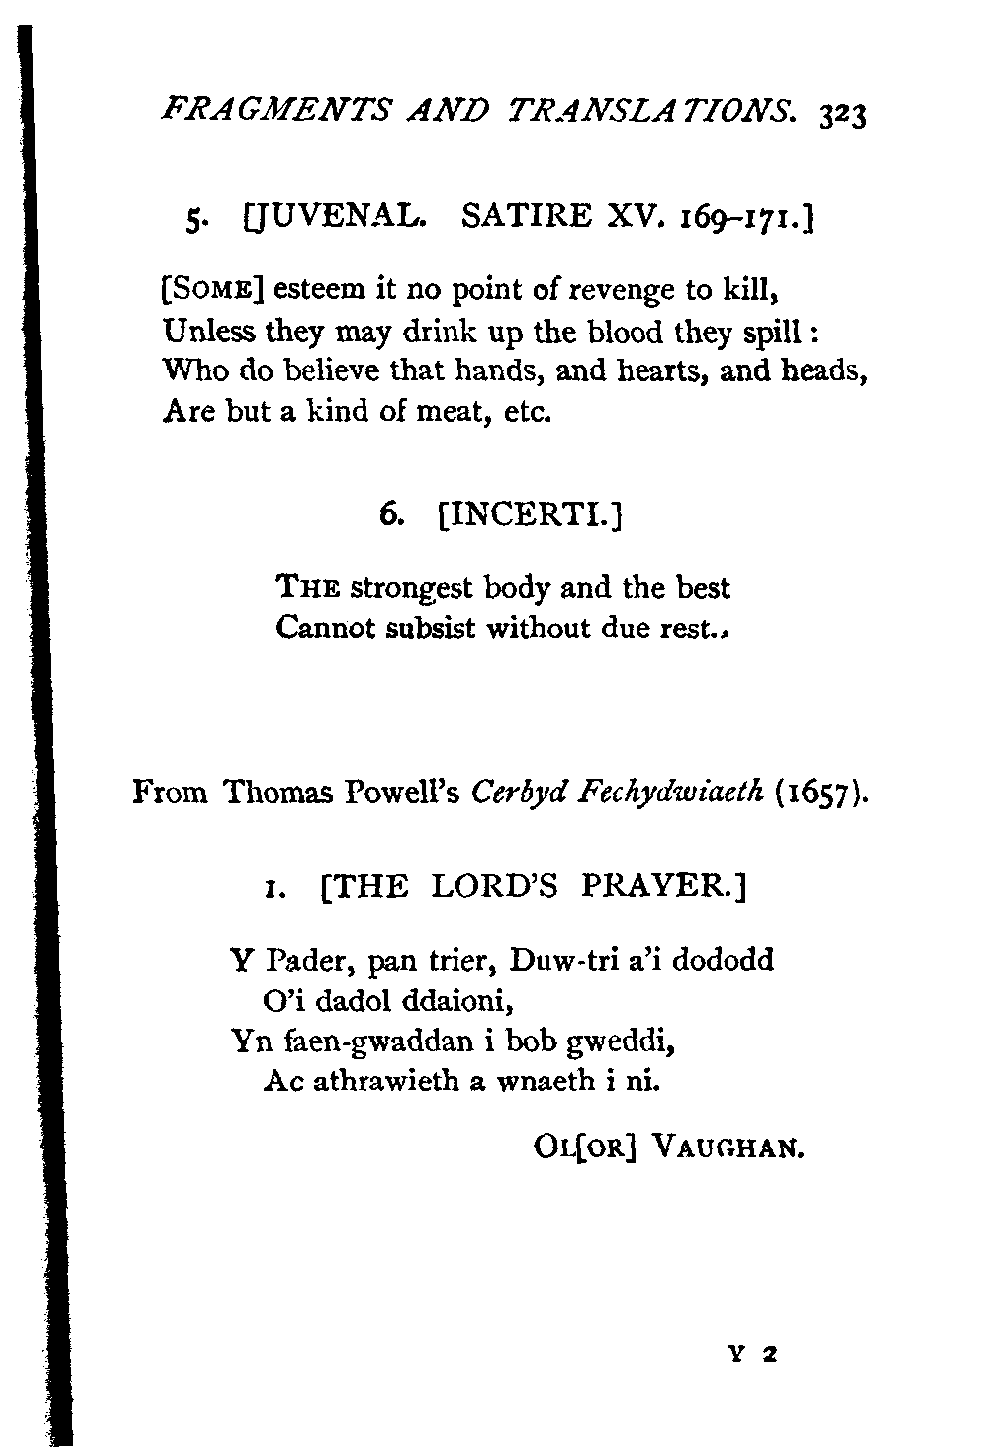 FRAGMENTS AND TRANSLATIONS. 323
5. [JUVENAL. SATIRE XV. 169-171.]
[SOME] esteem it no point of revenge to kill,
Unless they may drink up the blood they spill :
Who do believe that hands, and hearts, and heads,
Are but a kind of meat, etc.
6. [INCERTI.]
THE strongest body and the best
Cannot subsist without due rest.
From Thomas Powell's Cerbyd Fechydwiaeth (1657).
1. [THE LORD'S PRAYER.]
Y Pader, pan trier, Duw-tri a'i dododd
O'i dadol ddaioni,
Yn faen-gwaddan i bob gweddi,
Ac athrawieth a wnaeth i ni.
OL[OR] VAUGHAN.
Y 2